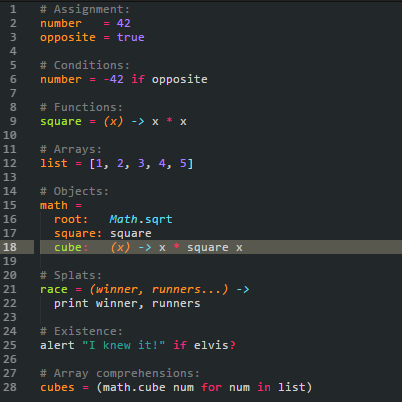 1 # Assignment:
2 number   = 42
3 opposite = true
4
5 # Conditions:
6 number = -42 if opposite
7
8 # Functions:
9 square = (x) -> x * x
10
11 # Arrays:
12 list = [1, 2, 3, 4, 5]
13
14 # Objects:
15 math =
16   root:   Math.sqrt
17   square: square
18   cube:   (x) -> x * square x
19
20 # Splats:
21 race = (winner, runners...) ->
22   print winner, runners
23
24 # Existence:
25 alert "I knew it!" if elvis?
26
27 # Array comprehensions:
28 cubes = (math.cube num for num in list)